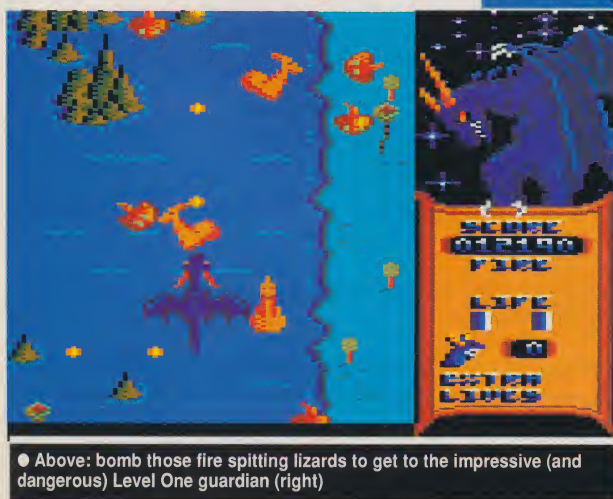 SCORE
012190
FIRE
LIFE
0
EXTRA
LIVES
● Above: bomb those fire spitting lizards to get to the impressive (and
dangerous) Level One guardian (right)